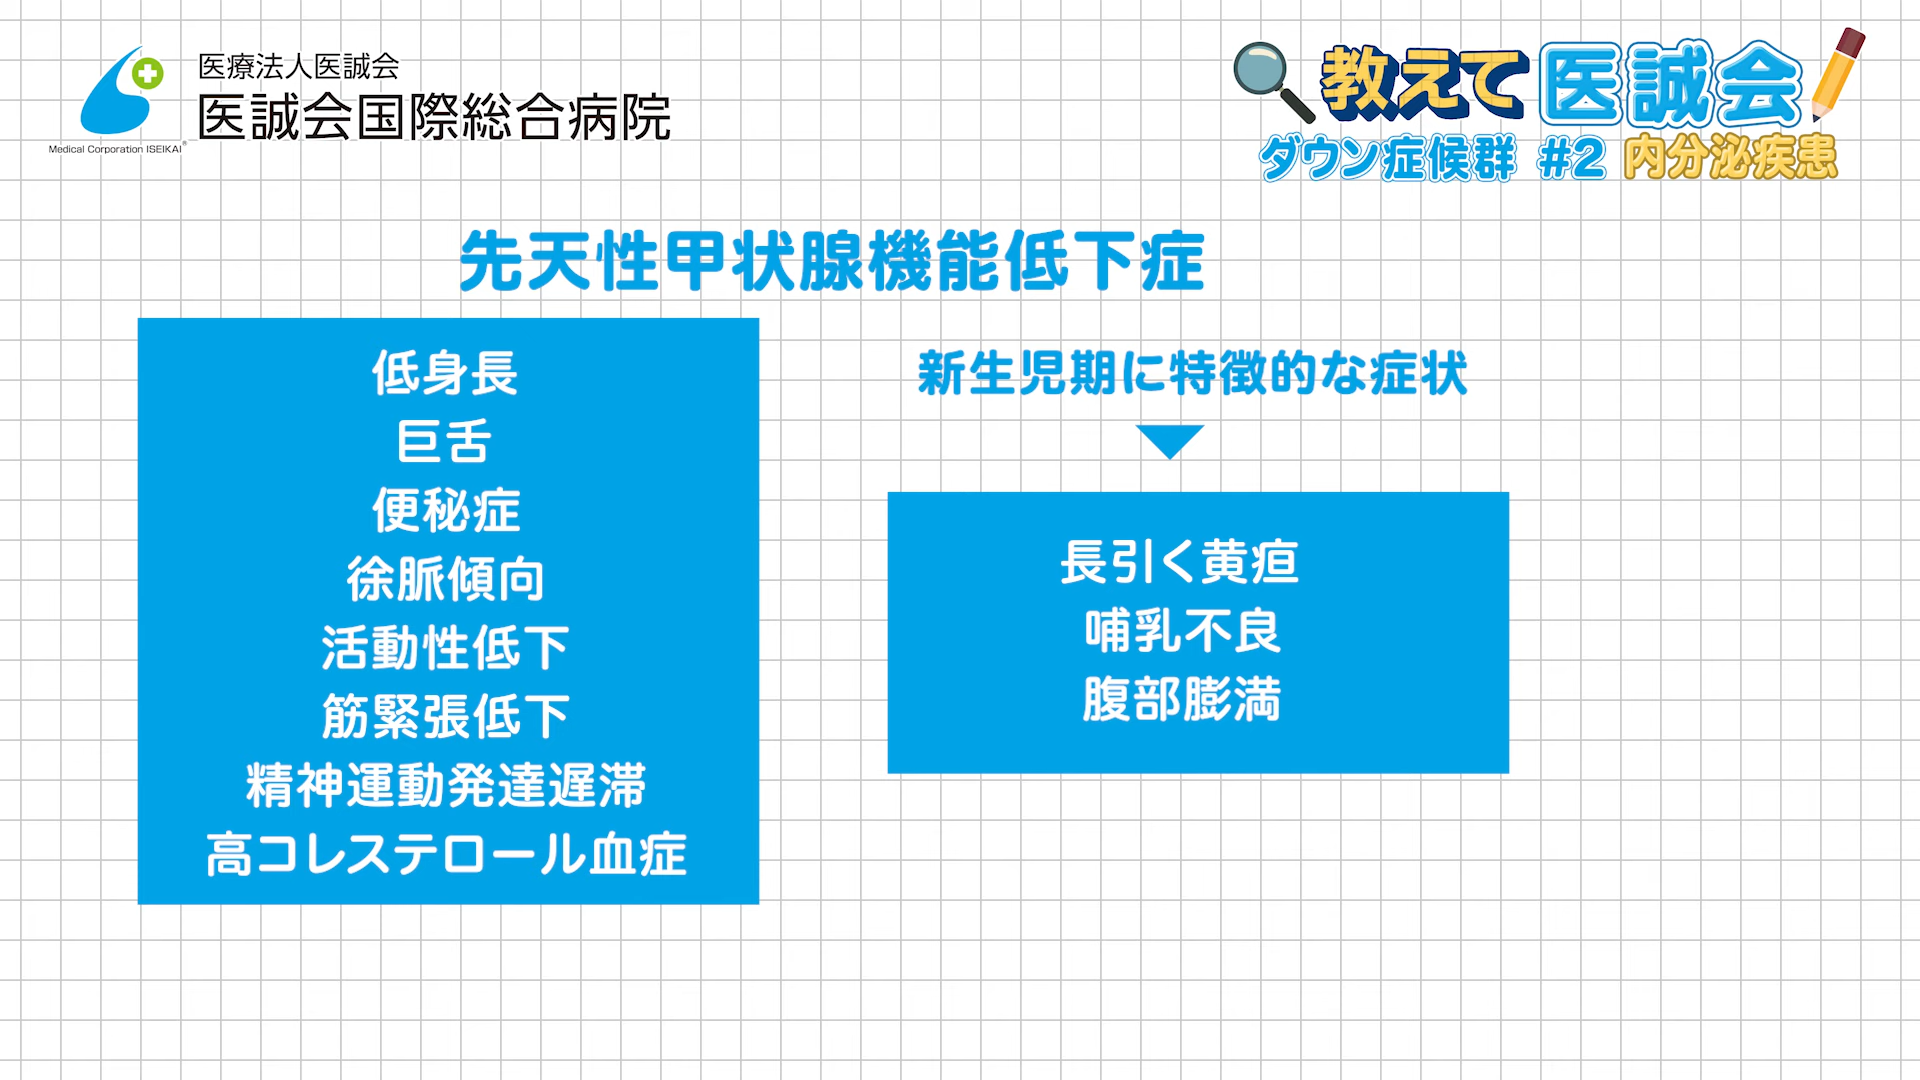 医療法人医誠会
医誠会国際総合病院
Medical Corporation ISEIKAI®
教えて医誠会
ダウン症候群 #2 内分泌疾患
先天性甲状腺機能低下症
低身長
巨舌
便秘症
徐脈傾向
活動性低下
筋緊張低下
精神運動発達遅滞
高コレステロール血症
新生児期に特徴的な症状
長引く黄疸
哺乳不良
腹部膨満